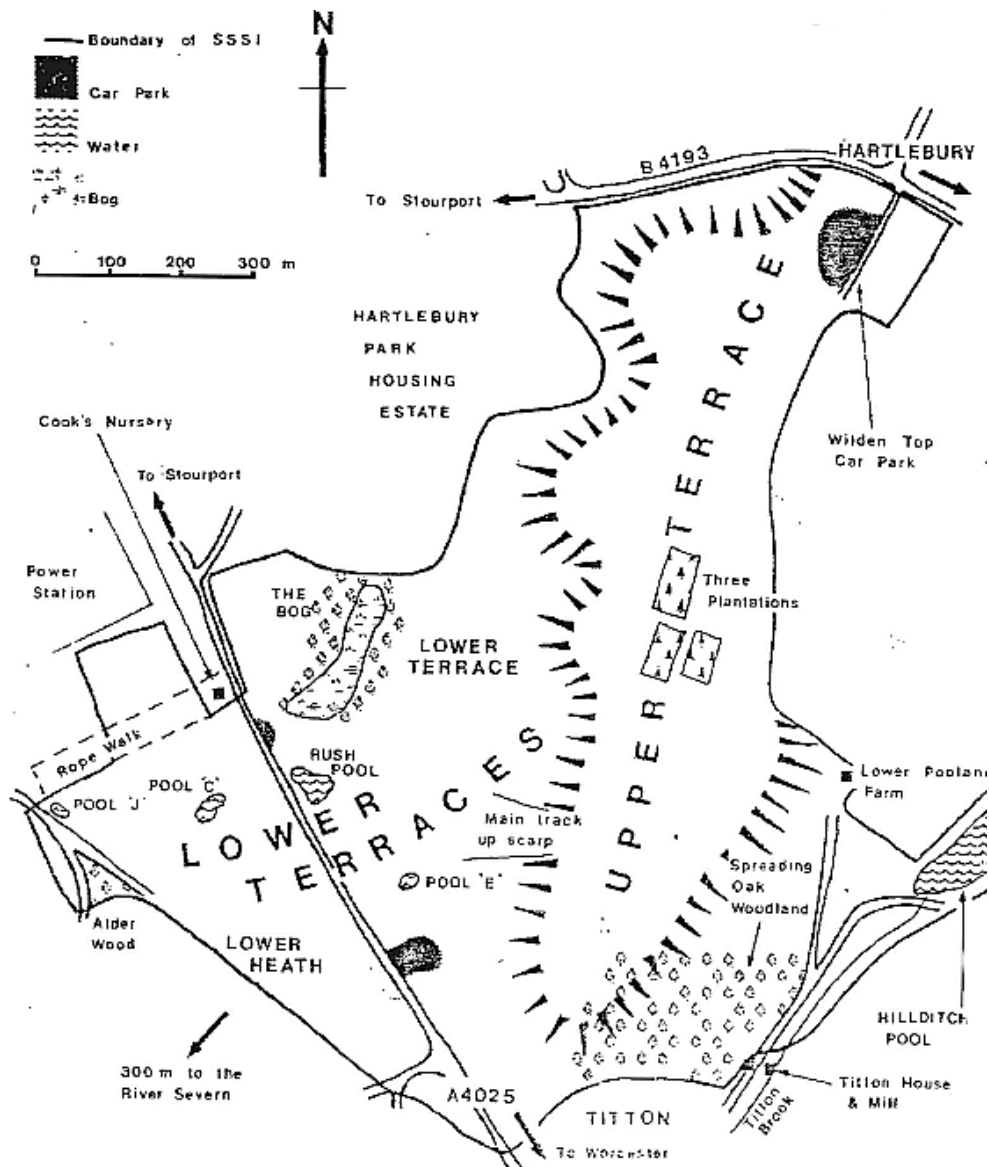 Boundary of SSSI
Car Park
Water
Bog
0 100 200 300 m
N
B4193
HARTLEBURY
To Stourport
HARTLEBURY
PARK
HOUSING
ESTATE
Cook's Nursery
To Stourport
Power
Station
Wilden Top
Car Park
UPPER TERRACE
Three
Plantations
THE
BOG
LOWER
TERRACE
Rope Walk
RUSH
POOL
POOL 'J'
POOL 'C'
LOWER
TERRACES
Main track
up scarp
POOL 'E'
Lower Pooland
Farm
Spreading
Oak
Woodland
Alder
Wood
LOWER
HEATH
HILLDITCH
POOL
300 m to the
River Severn
A4025
TITTON
Titton
Brook
Titton House
& Mill
To Worcester